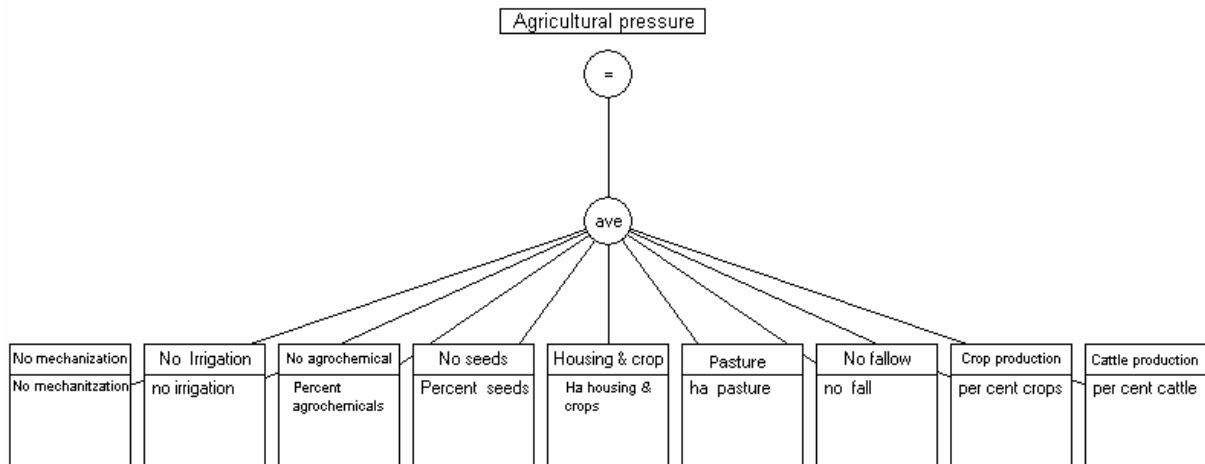 Agricultural pressure
=
ave
No mechanization
No Irrigation
No agrochemical
No seeds
Housing & crop
Pasture
No fallow
Crop production
Cattle production
No mechanitzation
no irrigation
Percent
agrochemicals
Percent seeds
Ha housing &
crops
ha pasture
no fall
per cent crops
per cent cattle